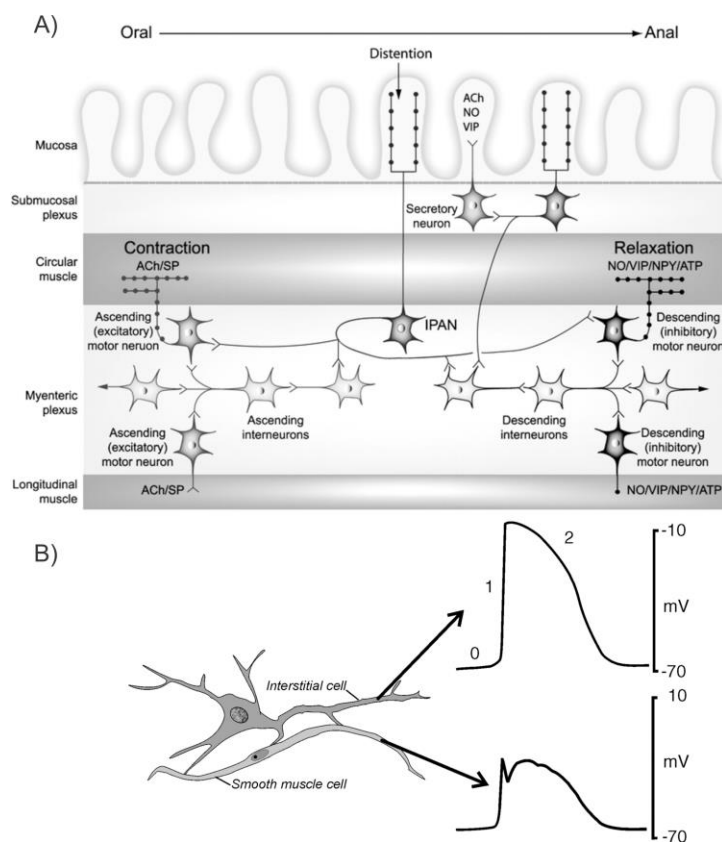 A)
Oral
Anal
Distention
ACh
NO
VIP
Mucosa
Submucosal
plexus
Secretory
neuron
Circular
muscle
Contraction
ACh/SP
Relaxation
NO/VIP/NPY/ATP
Ascending
(excitatory)
motor neruon
IPAN
Descending
(inhibitory)
motor neuron
Myenteric
plexus
Ascending
interneurons
Descending
interneurons
Ascending
(excitatory)
motor neuron
Descending
(inhibitory)
motor neuron
Longitudinal
muscle
ACh/SP
NO/VIP/NPY/ATP
B)
0
1
2
-10
mV
-70
Interstitial cell
Smooth muscle cell
10
mV
-70